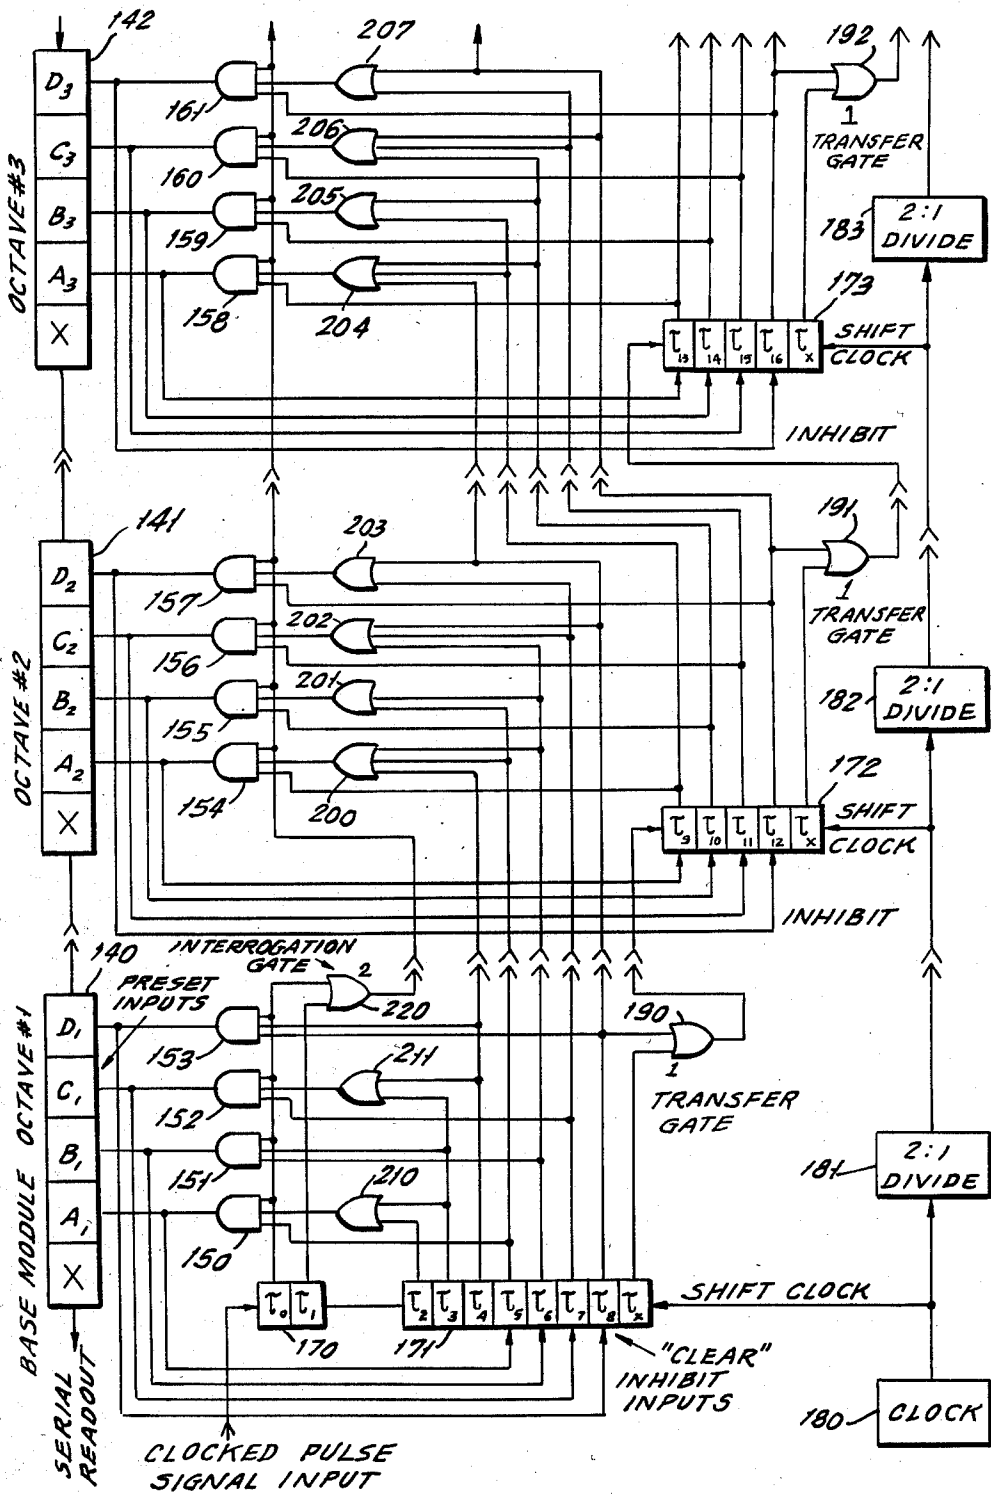 142
207
192
D3
161
1
TRANSFER
GATE
C3
206
160
OCTAVE #3
B3
205
159
183
2:1
DIVIDE
A3
158
204
173
X
τ13 τ14 τ15 τ16 τx
SHIFT
CLOCK
INHIBIT
141
203
191
D2
157
1
TRANSFER
GATE
C2
202
156
OCTAVE #2
B2
201
155
182
2:1
DIVIDE
A2
154
200
172
X
τ9 τ10 τ11 τ12 τx
SHIFT
CLOCK
INHIBIT
140
INTERROGATION
GATE
2
220
PRESET
INPUTS
190
1
TRANSFER
GATE
BASE MODULE OCTAVE #1
D1
153
C1
211
152
B1
151
181
2:1
DIVIDE
A1
210
150
X
τ0 τ1
170
τ2 τ3 τ4 τ5 τ6 τ7 τ8 τx
171
SHIFT CLOCK
"CLEAR"
INHIBIT
INPUTS
180
CLOCK
SERIAL
READOUT
CLOCKED PULSE
SIGNAL INPUT